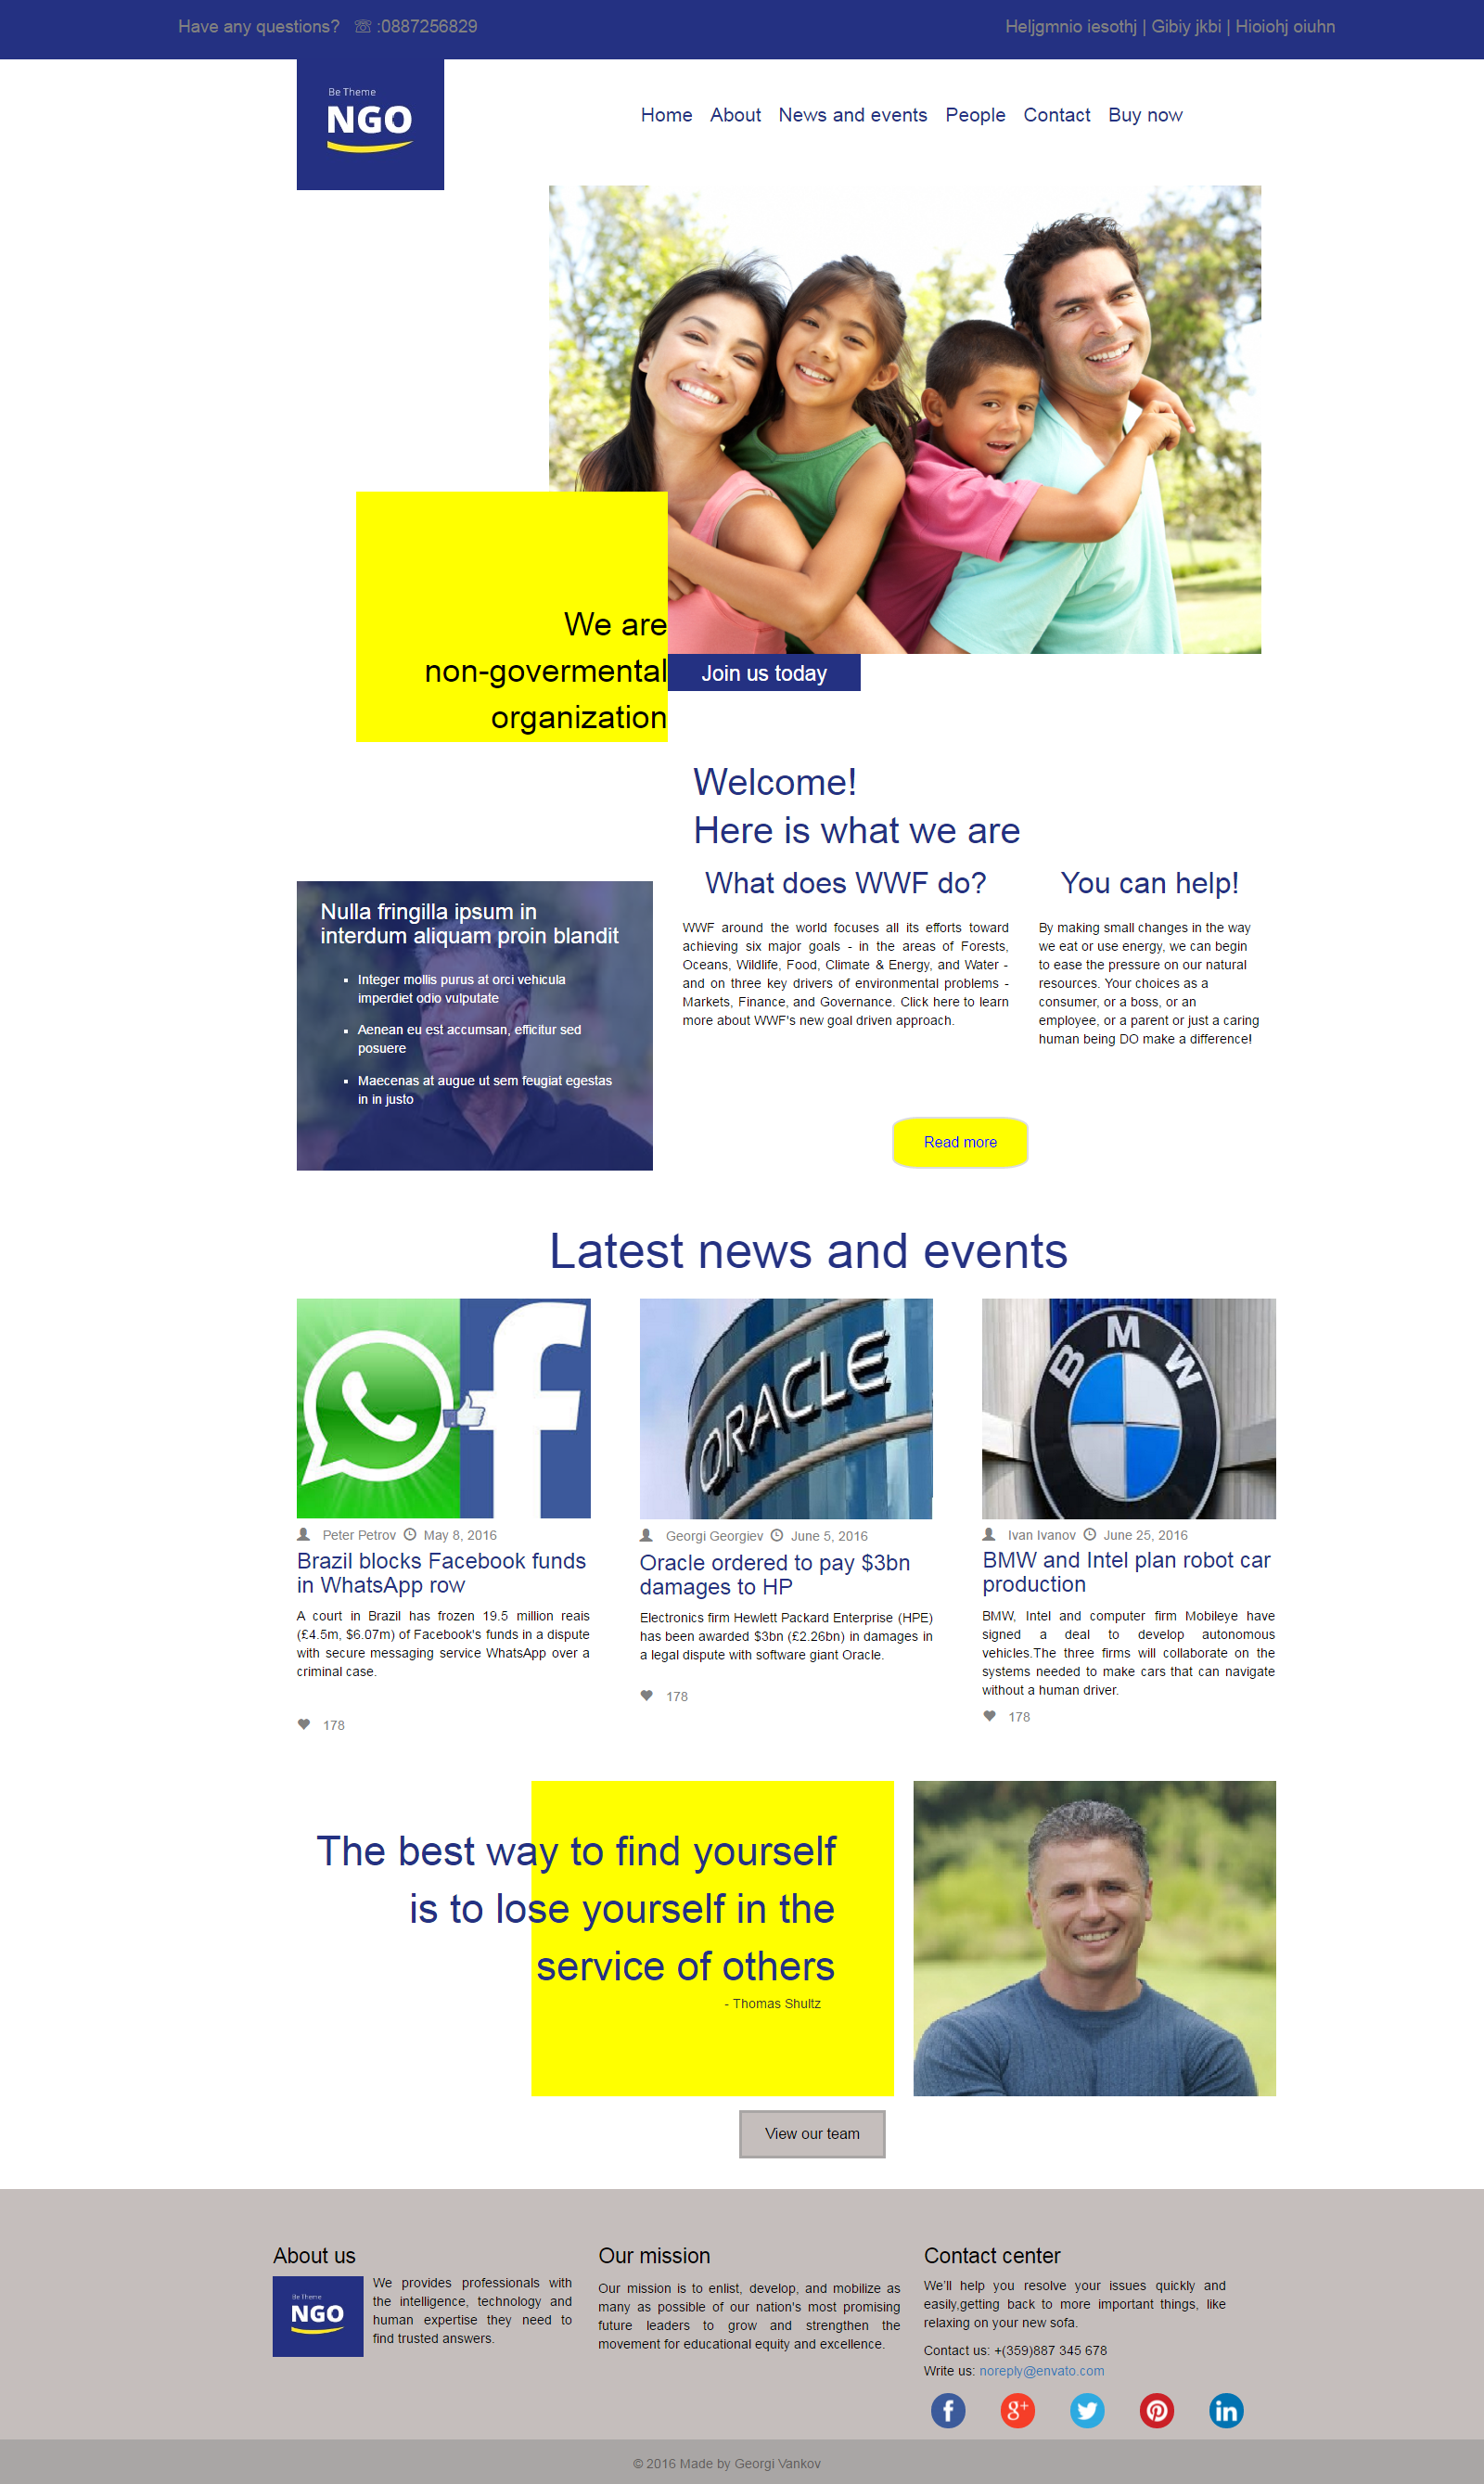 Have any questions? ☏ :0887256829
Heljgmnio iesothj | Gibiy jkbi | Hioiohj oiuhn
Be Theme
NGO
Home About News and events People Contact Buy now
We are
non-govermental
organization
Join us today
Welcome!
Here is what we are
Nulla fringilla ipsum in
interdum aliquam proin blandit
Integer mollis purus at orci vehicula
imperdiet odio vulputate
Aenean eu est accumsan, efficitur sed
posuere
Maecenas at augue ut sem feugiat egestas
in in justo
What does WWF do?
WWF around the world focuses all its efforts toward
achieving six major goals - in the areas of Forests,
Oceans, Wildlife, Food, Climate & Energy, and Water -
and on three key drivers of environmental problems -
Markets, Finance, and Governance. Click here to learn
more about WWF's new goal driven approach.
You can help!
By making small changes in the way
we eat or use energy, we can begin
to ease the pressure on our natural
resources. Your choices as a
consumer, or a boss, or an
employee, or a parent or just a caring
human being DO make a difference!
Read more
Latest news and events
Peter Petrov May 8, 2016
Brazil blocks Facebook funds
in WhatsApp row
A court in Brazil has frozen 19.5 million reais
(£4.5m, $6.07m) of Facebook's funds in a dispute
with secure messaging service WhatsApp over a
criminal case.
178
ORACLE
Georgi Georgiev June 5, 2016
Oracle ordered to pay $3bn
damages to HP
Electronics firm Hewlett Packard Enterprise (HPE)
has been awarded $3bn (£2.26bn) in damages in
a legal dispute with software giant Oracle.
178
BMW
Ivan Ivanov June 25, 2016
BMW and Intel plan robot car
production
BMW, Intel and computer firm Mobileye have
signed a deal to develop autonomous
vehicles.The three firms will collaborate on the
systems needed to make cars that can navigate
without a human driver.
178
The best way to find yourself
is to lose yourself in the
service of others
- Thomas Shultz
View our team
About us
Be Theme
NGO
We provides professionals with
the intelligence, technology and
human expertise they need to
find trusted answers.
Our mission
Our mission is to enlist, develop, and mobilize as
many as possible of our nation's most promising
future leaders to grow and strengthen the
movement for educational equity and excellence.
Contact center
We'll help you resolve your issues quickly and
easily,getting back to more important things, like
relaxing on your new sofa.
Contact us: +(359)887 345 678
Write us: noreply@envato.com
© 2016 Made by Georgi Vankov